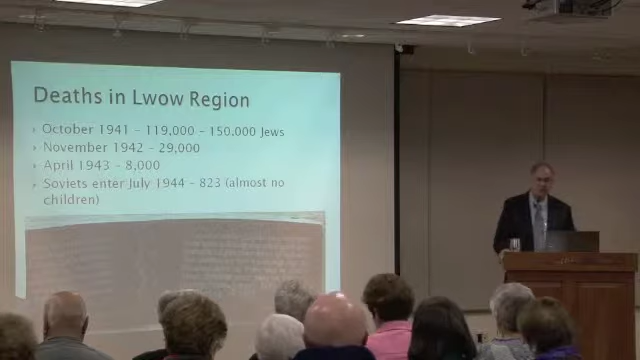 Deaths in Lwow Region
October 1941 – 119,000 – 150,000 Jews
November 1942 – 29,000
April 1943 – 8,000
Soviets enter July 1944 – 823 (almost no
children)